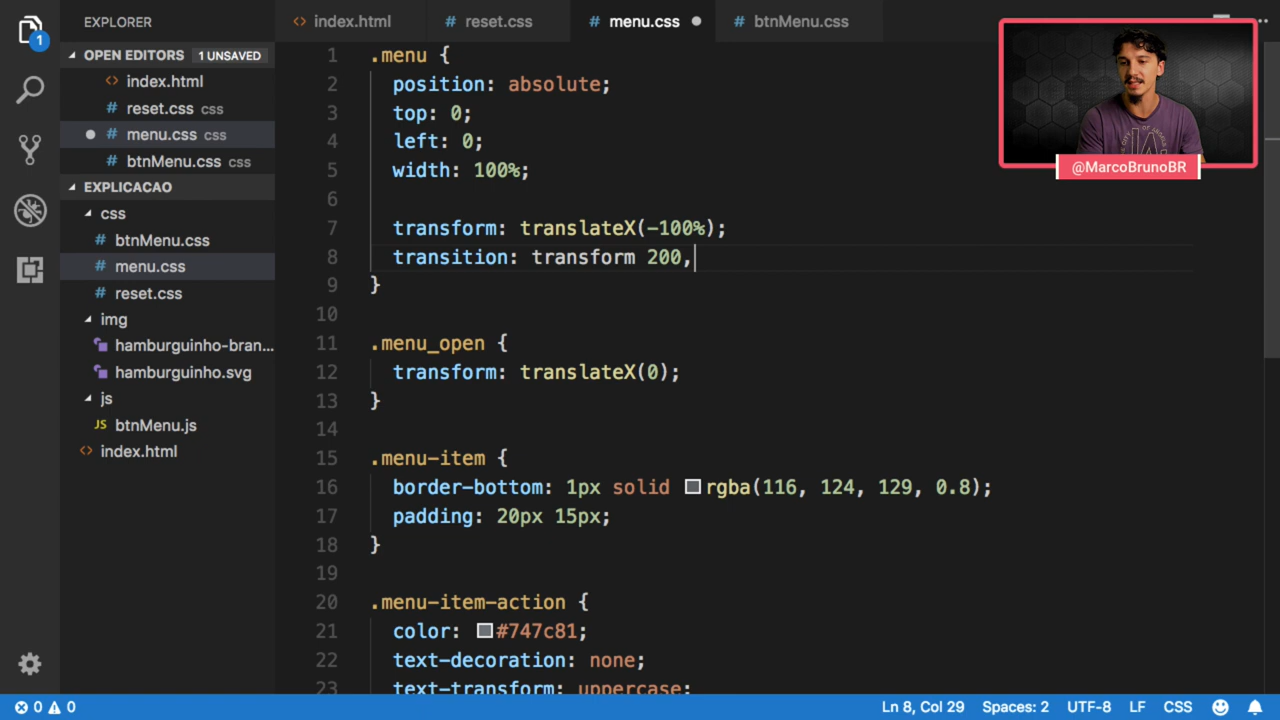 EXPLORER
index.html
reset.css
menu.css
btnMenu.css
1
OPEN EDITORS 1 UNSAVED
index.html
reset.css css
menu.css css
btnMenu.css css
EXPLICACAO
css
btnMenu.css
menu.css
reset.css
img
hamburguinho-bran...
hamburguinho.svg
js
JS btnMenu.js
index.html
1 .menu {
2 position: absolute;
3 top: 0;
4 left: 0;
5 width: 100%;
6
7 transform: translateX(-100%);
8 transition: transform 200,
9 }
10
11 .menu_open {
12 transform: translateX(0);
13 }
14
15 .menu-item {
16 border-bottom: 1px solid rgba(116, 124, 129, 0.8);
17 padding: 20px 15px;
18 }
19
20 .menu-item-action {
21 color: #747c81;
22 text-decoration: none;
23 text-transform: uppercase;
@MarcoBrunoBR
0 0
Ln 8, Col 29 Spaces: 2 UTF-8 LF CSS